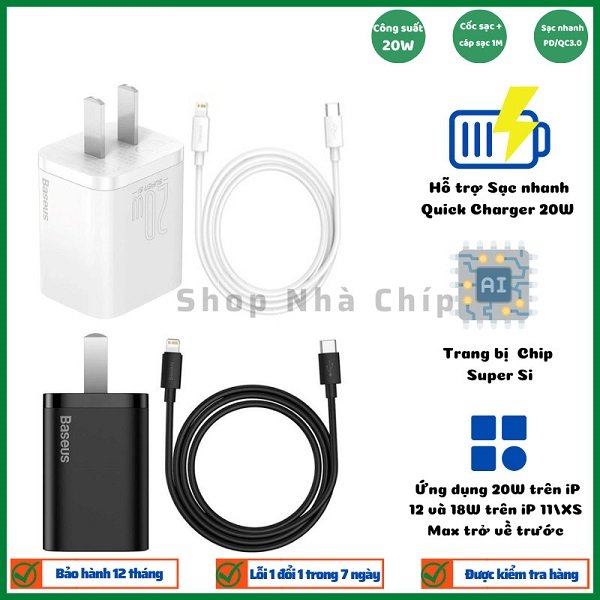 Công suất
20W
Cốc sạc +
cáp sạc 1M
Sạc nhanh
PD/QC3.0
Baseus
20W
SUPER Si
Hỗ trợ Sạc nhanh
Quick Charger 20W
Shop Nhà Chíp
AI
Trang bị Chip
Super Si
Baseus
Ứng dụng 20W trên iP
12 và 18W trên iP 11\XS
Max trở về trước
Bảo hành 12 tháng
Lỗi 1 đổi 1 trong 7 ngày
Được kiểm tra hàng